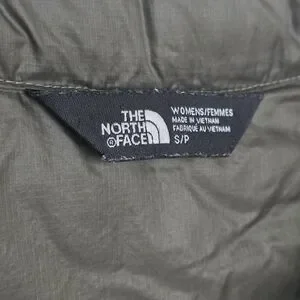 THE
NORTH
®FACE
WOMENS/FEMMES
MADE IN VIETNAM
FABRIQUÉ AU VIETNAM
S/P